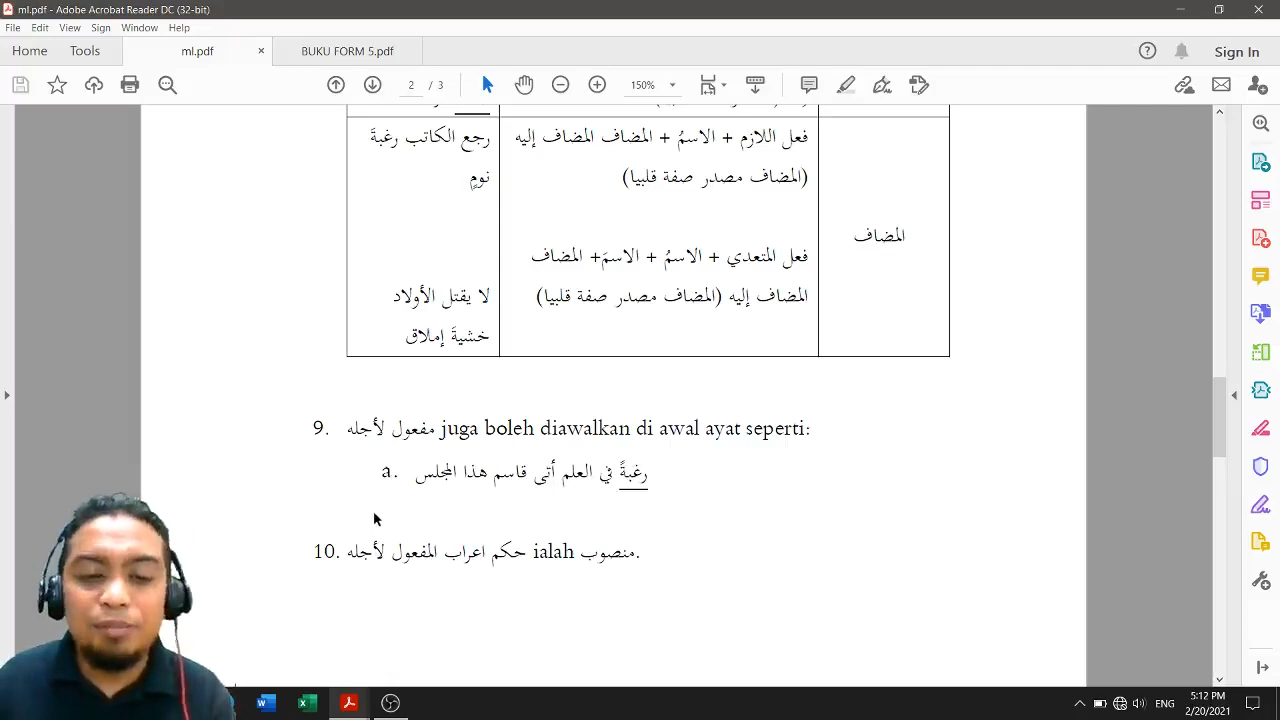 ml.pdf - Adobe Acrobat Reader DC (32-bit)
File Edit View Sign Window Help
Home Tools ml.pdf × BUKU FORM 5.pdf Sign In
2 / 3 150%
فعل اللازم + الاسمُ + المضاف المضاف إليه
(المضاف مصدر صفة قلبيا)
رجع الكاتب رغبةَ
نومٍ
المضاف
فعل المتعدي + الاسمُ + الاسمَ+ المضاف
المضاف إليه (المضاف مصدر صفة قلبيا)
لا يقتل الأولاد
خشيةَ إملاق
9. مفعول لأجله juga boleh diawalkan di awal ayat seperti:
a. رغبةً في العلم أتى قاسم هذا المجلس
10. حكم اعراب المفعول لأجله ialah منصوب.
ENG
5:12 PM
2/20/2021